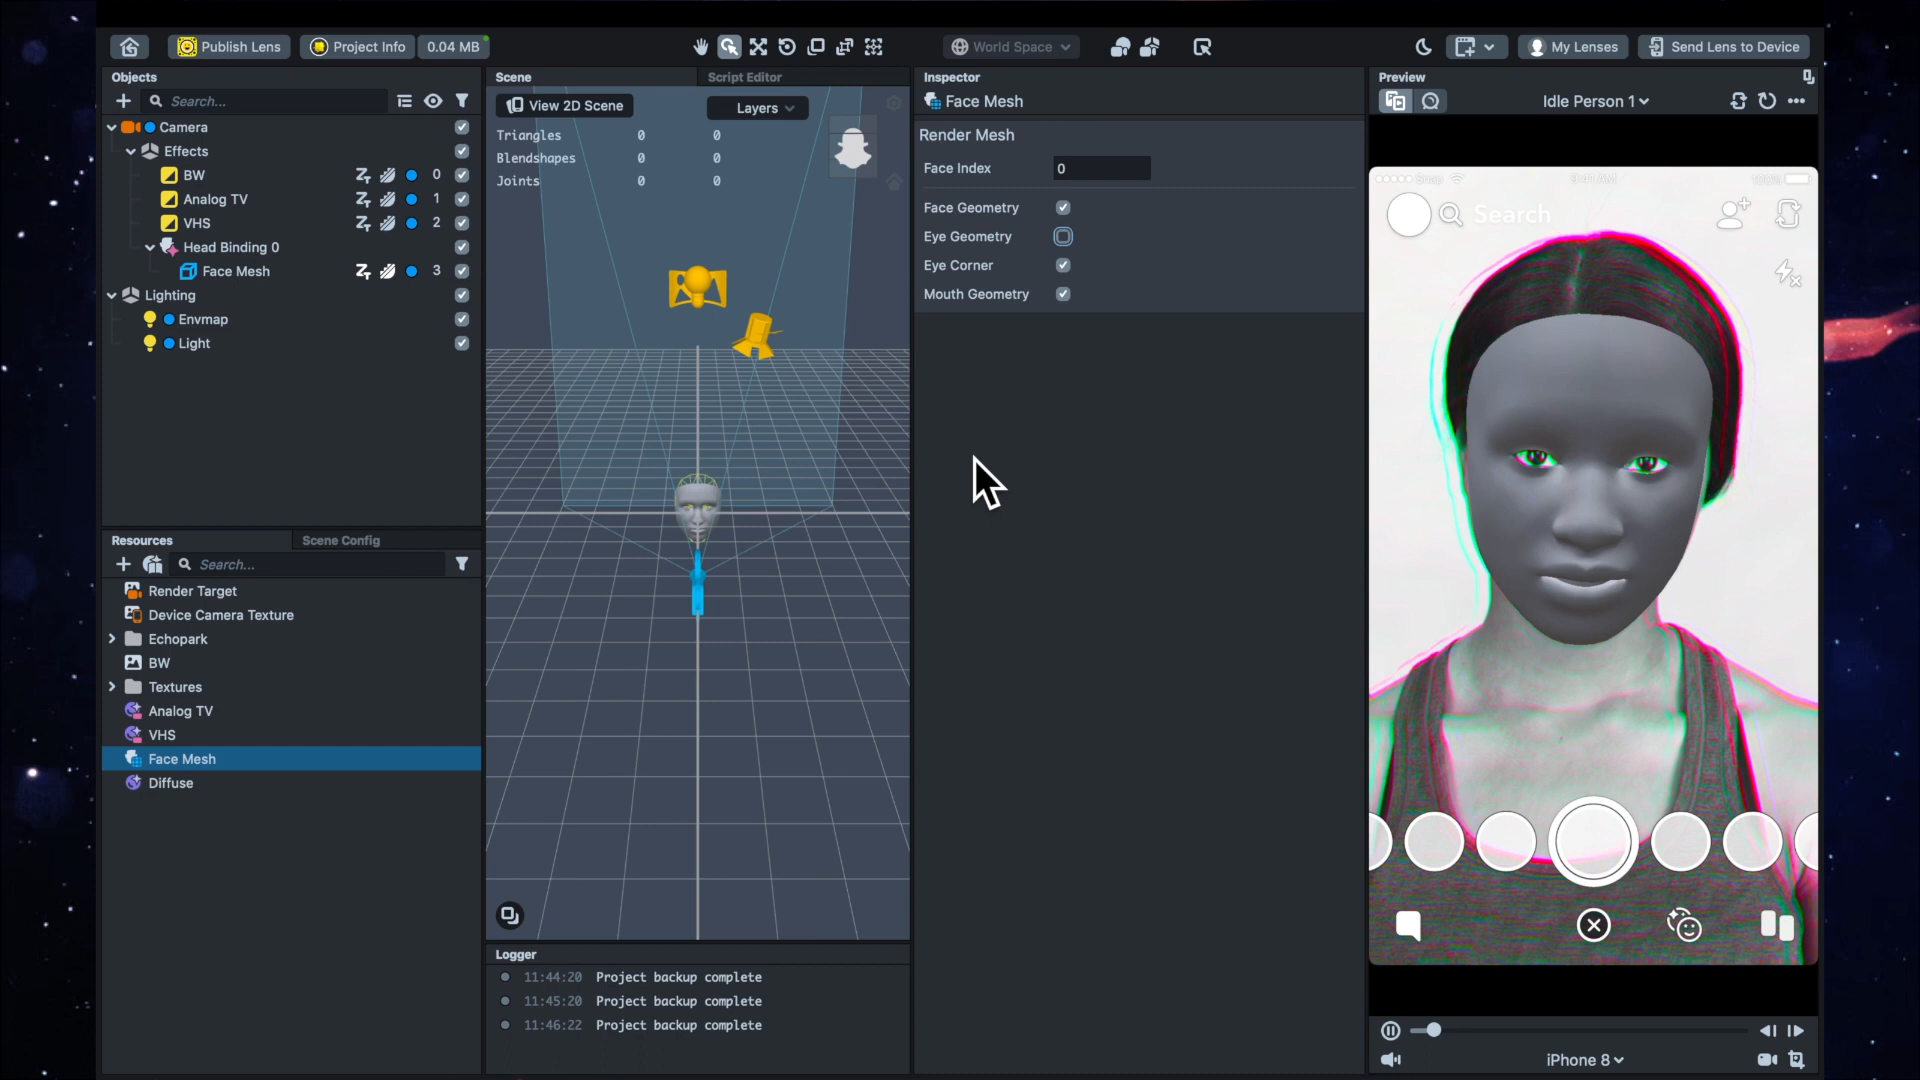 Publish Lens
Project Info
0.04 MB
World Space
My Lenses
Send Lens to Device
Objects
Search...
Camera
Effects
BW
0
Analog TV
1
VHS
2
Head Binding 0
Face Mesh
3
Lighting
Envmap
Light
Resources
Scene Config
Search...
Render Target
Device Camera Texture
Echopark
BW
Textures
Analog TV
VHS
Face Mesh
Diffuse
Scene
Script Editor
View 2D Scene
Layers
Triangles 0 0
Blendshapes 0 0
Joints 0 0
Logger
11:44:20 Project backup complete
11:45:20 Project backup complete
11:46:22 Project backup complete
Inspector
Face Mesh
Render Mesh
Face Index 0
Face Geometry
Eye Geometry
Eye Corner
Mouth Geometry
Preview
Idle Person 1
Snap
9:41 AM
100%
Search
iPhone 8